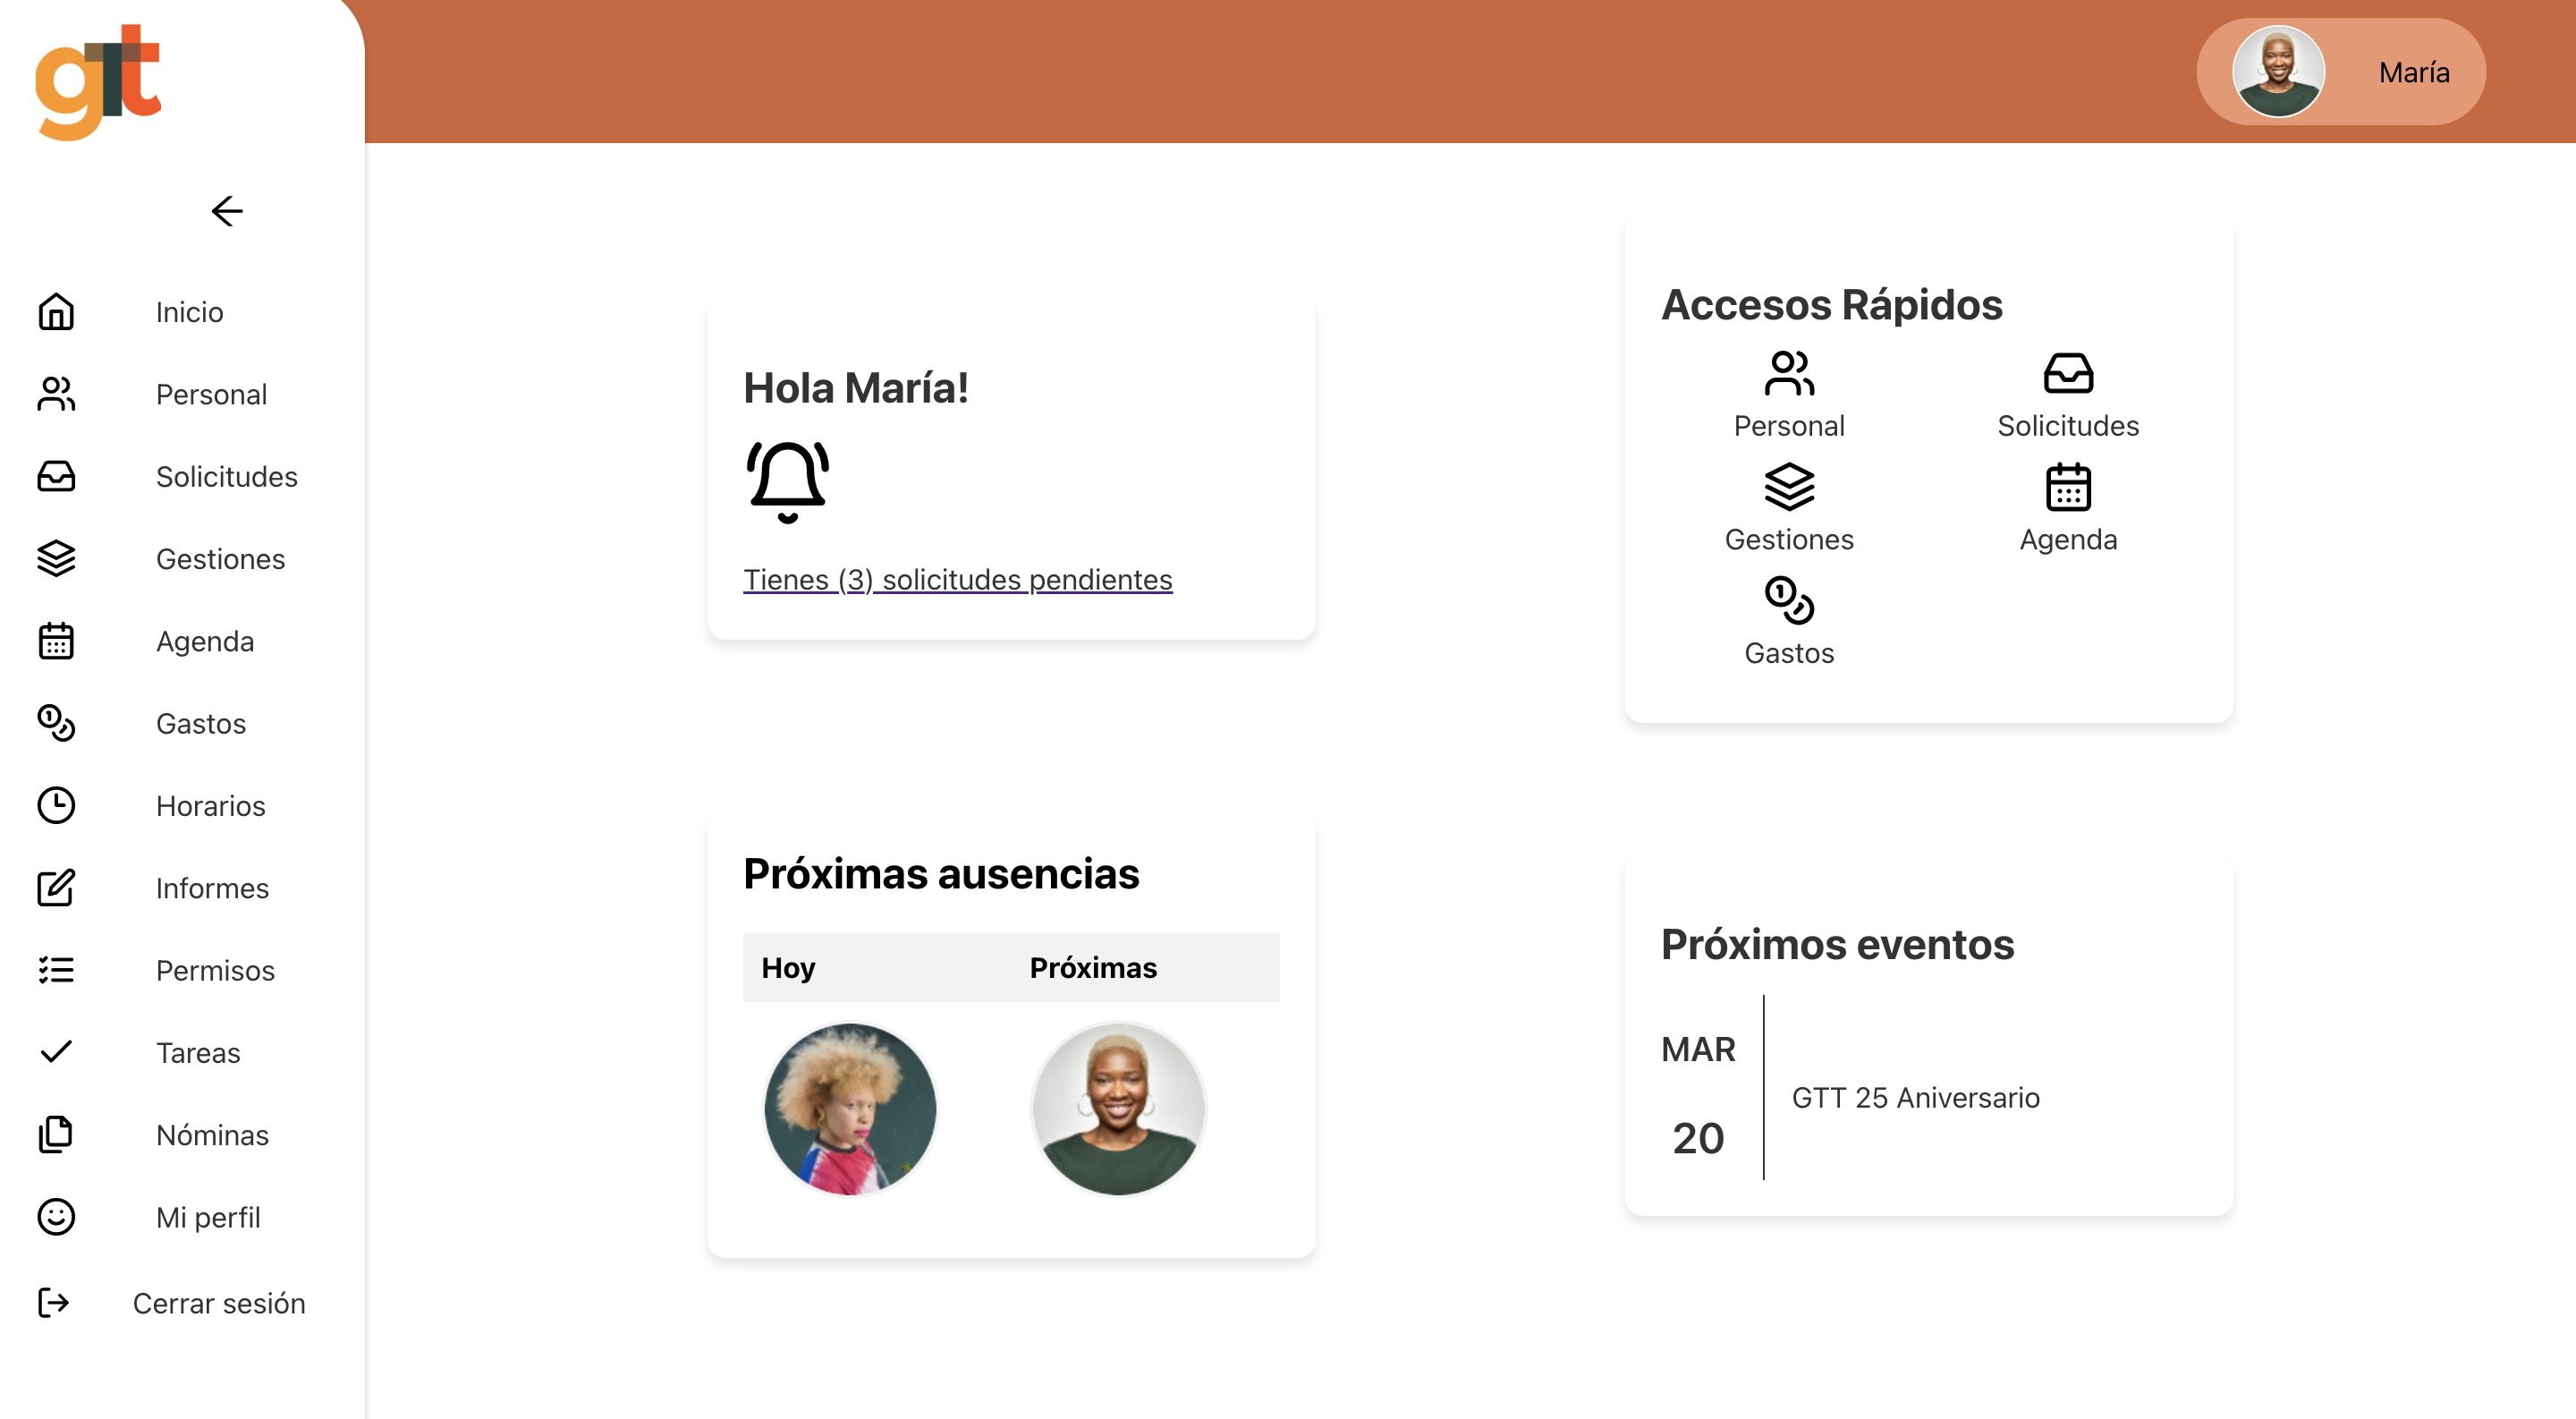 gtt
María
Inicio
Personal
Solicitudes
Gestiones
Agenda
Gastos
Horarios
Informes
Permisos
Tareas
Nóminas
Mi perfil
Cerrar sesión
Hola María!
Tienes (3) solicitudes pendientes
Accesos Rápidos
Personal
Solicitudes
Gestiones
Agenda
Gastos
Próximas ausencias
Hoy
Próximas
Próximos eventos
MAR
20
GTT 25 Aniversario